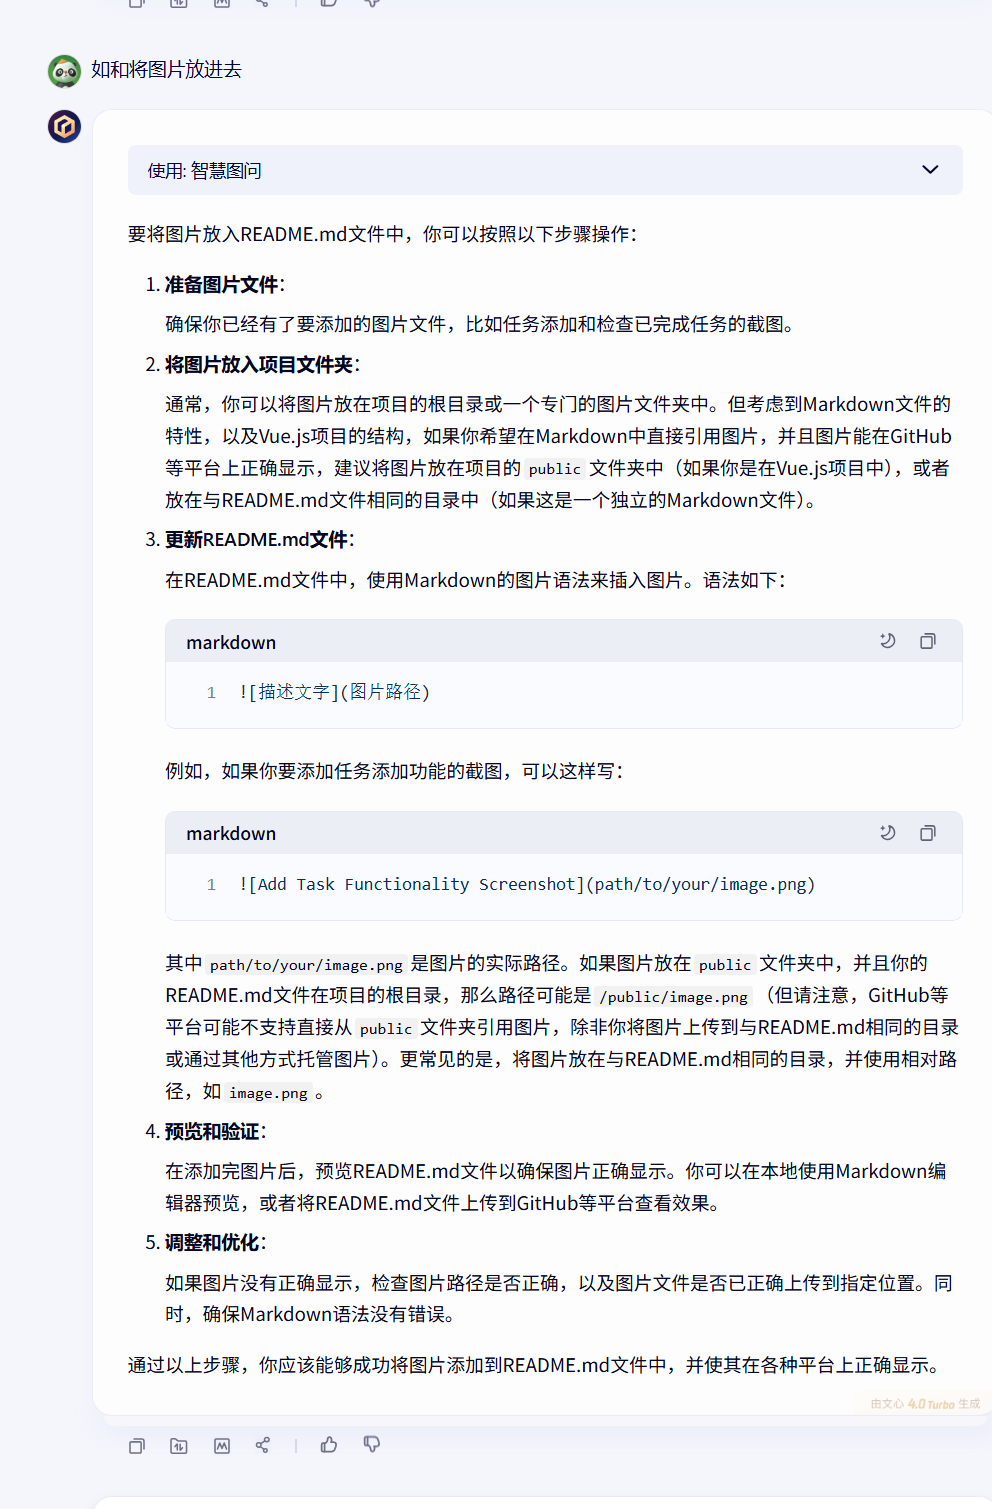 如和将图片放进去
使用: 智慧图问
要将图片放入README.md文件中，你可以按照以下步骤操作：
1. 准备图片文件：
确保你已经有了要添加的图片文件，比如任务添加和检查已完成任务的截图。
2. 将图片放入项目文件夹：
通常，你可以将图片放在项目的根目录或一个专门的图片文件夹中。但考虑到Markdown文件的
特性，以及Vue.js项目的结构，如果你希望在Markdown中直接引用图片，并且图片能在GitHub
等平台上正确显示，建议将图片放在项目的 public 文件夹中（如果你是在Vue.js项目中），或者
放在与README.md文件相同的目录中（如果这是一个独立的Markdown文件）。
3. 更新README.md文件：
在README.md文件中，使用Markdown的图片语法来插入图片。语法如下：
markdown
1 ![描述文字](图片路径)
例如，如果你要添加任务添加功能的截图，可以这样写：
markdown
1 ![Add Task Functionality Screenshot](path/to/your/image.png)
其中 path/to/your/image.png 是图片的实际路径。如果图片放在 public 文件夹中，并且你的
README.md文件在项目的根目录，那么路径可能是 /public/image.png （但请注意，GitHub等
平台可能不支持直接从 public 文件夹引用图片，除非你将图片上传到与README.md相同的目录
或通过其他方式托管图片）。更常见的是，将图片放在与README.md相同的目录，并使用相对路
径，如 image.png 。
4. 预览和验证：
在添加完图片后，预览README.md文件以确保图片正确显示。你可以在本地使用Markdown编
辑器预览，或者将README.md文件上传到GitHub等平台查看效果。
5. 调整和优化：
如果图片没有正确显示，检查图片路径是否正确，以及图片文件是否已正确上传到指定位置。同
时，确保Markdown语法没有错误。
通过以上步骤，你应该能够成功将图片添加到README.md文件中，并使其在各种平台上正确显示。
由文心 4.0 Turbo 生成